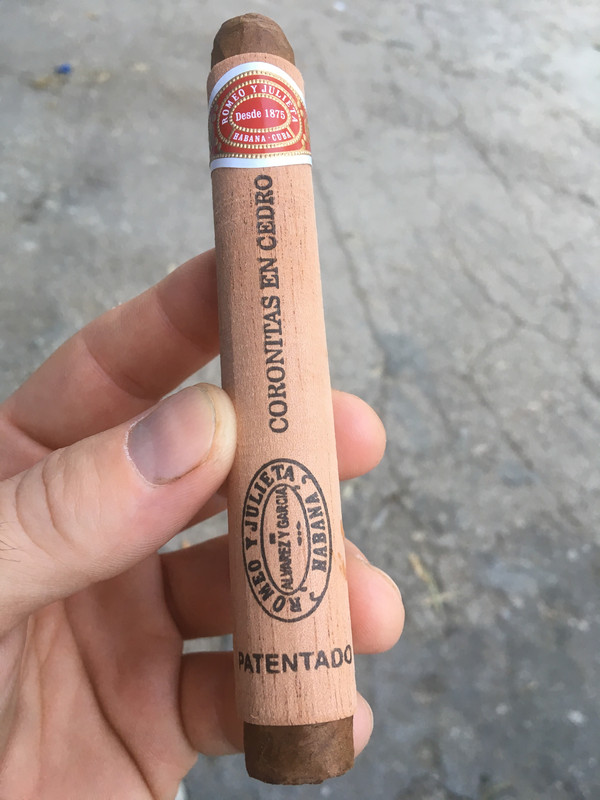 ROMEO Y JULIETA
Desde 1875
HABANA - CUBA
CORONITAS EN CEDRO
ROMEO Y JULIETA
HABANA
ALVAREZ Y GARCIA
PATENTADO